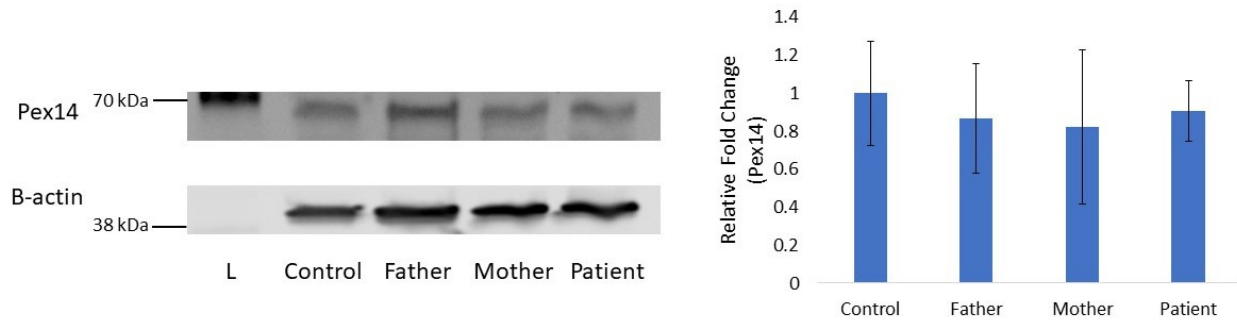 Pex14
70 kDa
B-actin
38 kDa
L Control Father Mother Patient
Relative Fold Change
(Pex14)
1.4
1.2
1
0.8
0.6
0.4
0.2
0
Control Father Mother Patient